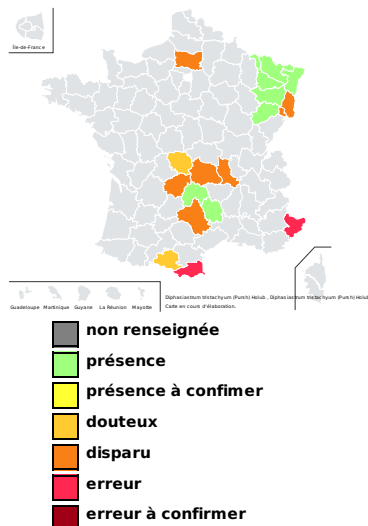 Île-de-France
Guadeloupe Martinique Guyane La Réunion Mayotte
Diphasiastrum tristachyum (Pursh) Holub , Diphasiastrum tristachyum (Pursh) Holub
Carte en cours d'élaboration.
non renseignée
présence
présence à confimer
douteux
disparu
erreur
erreur à confirmer